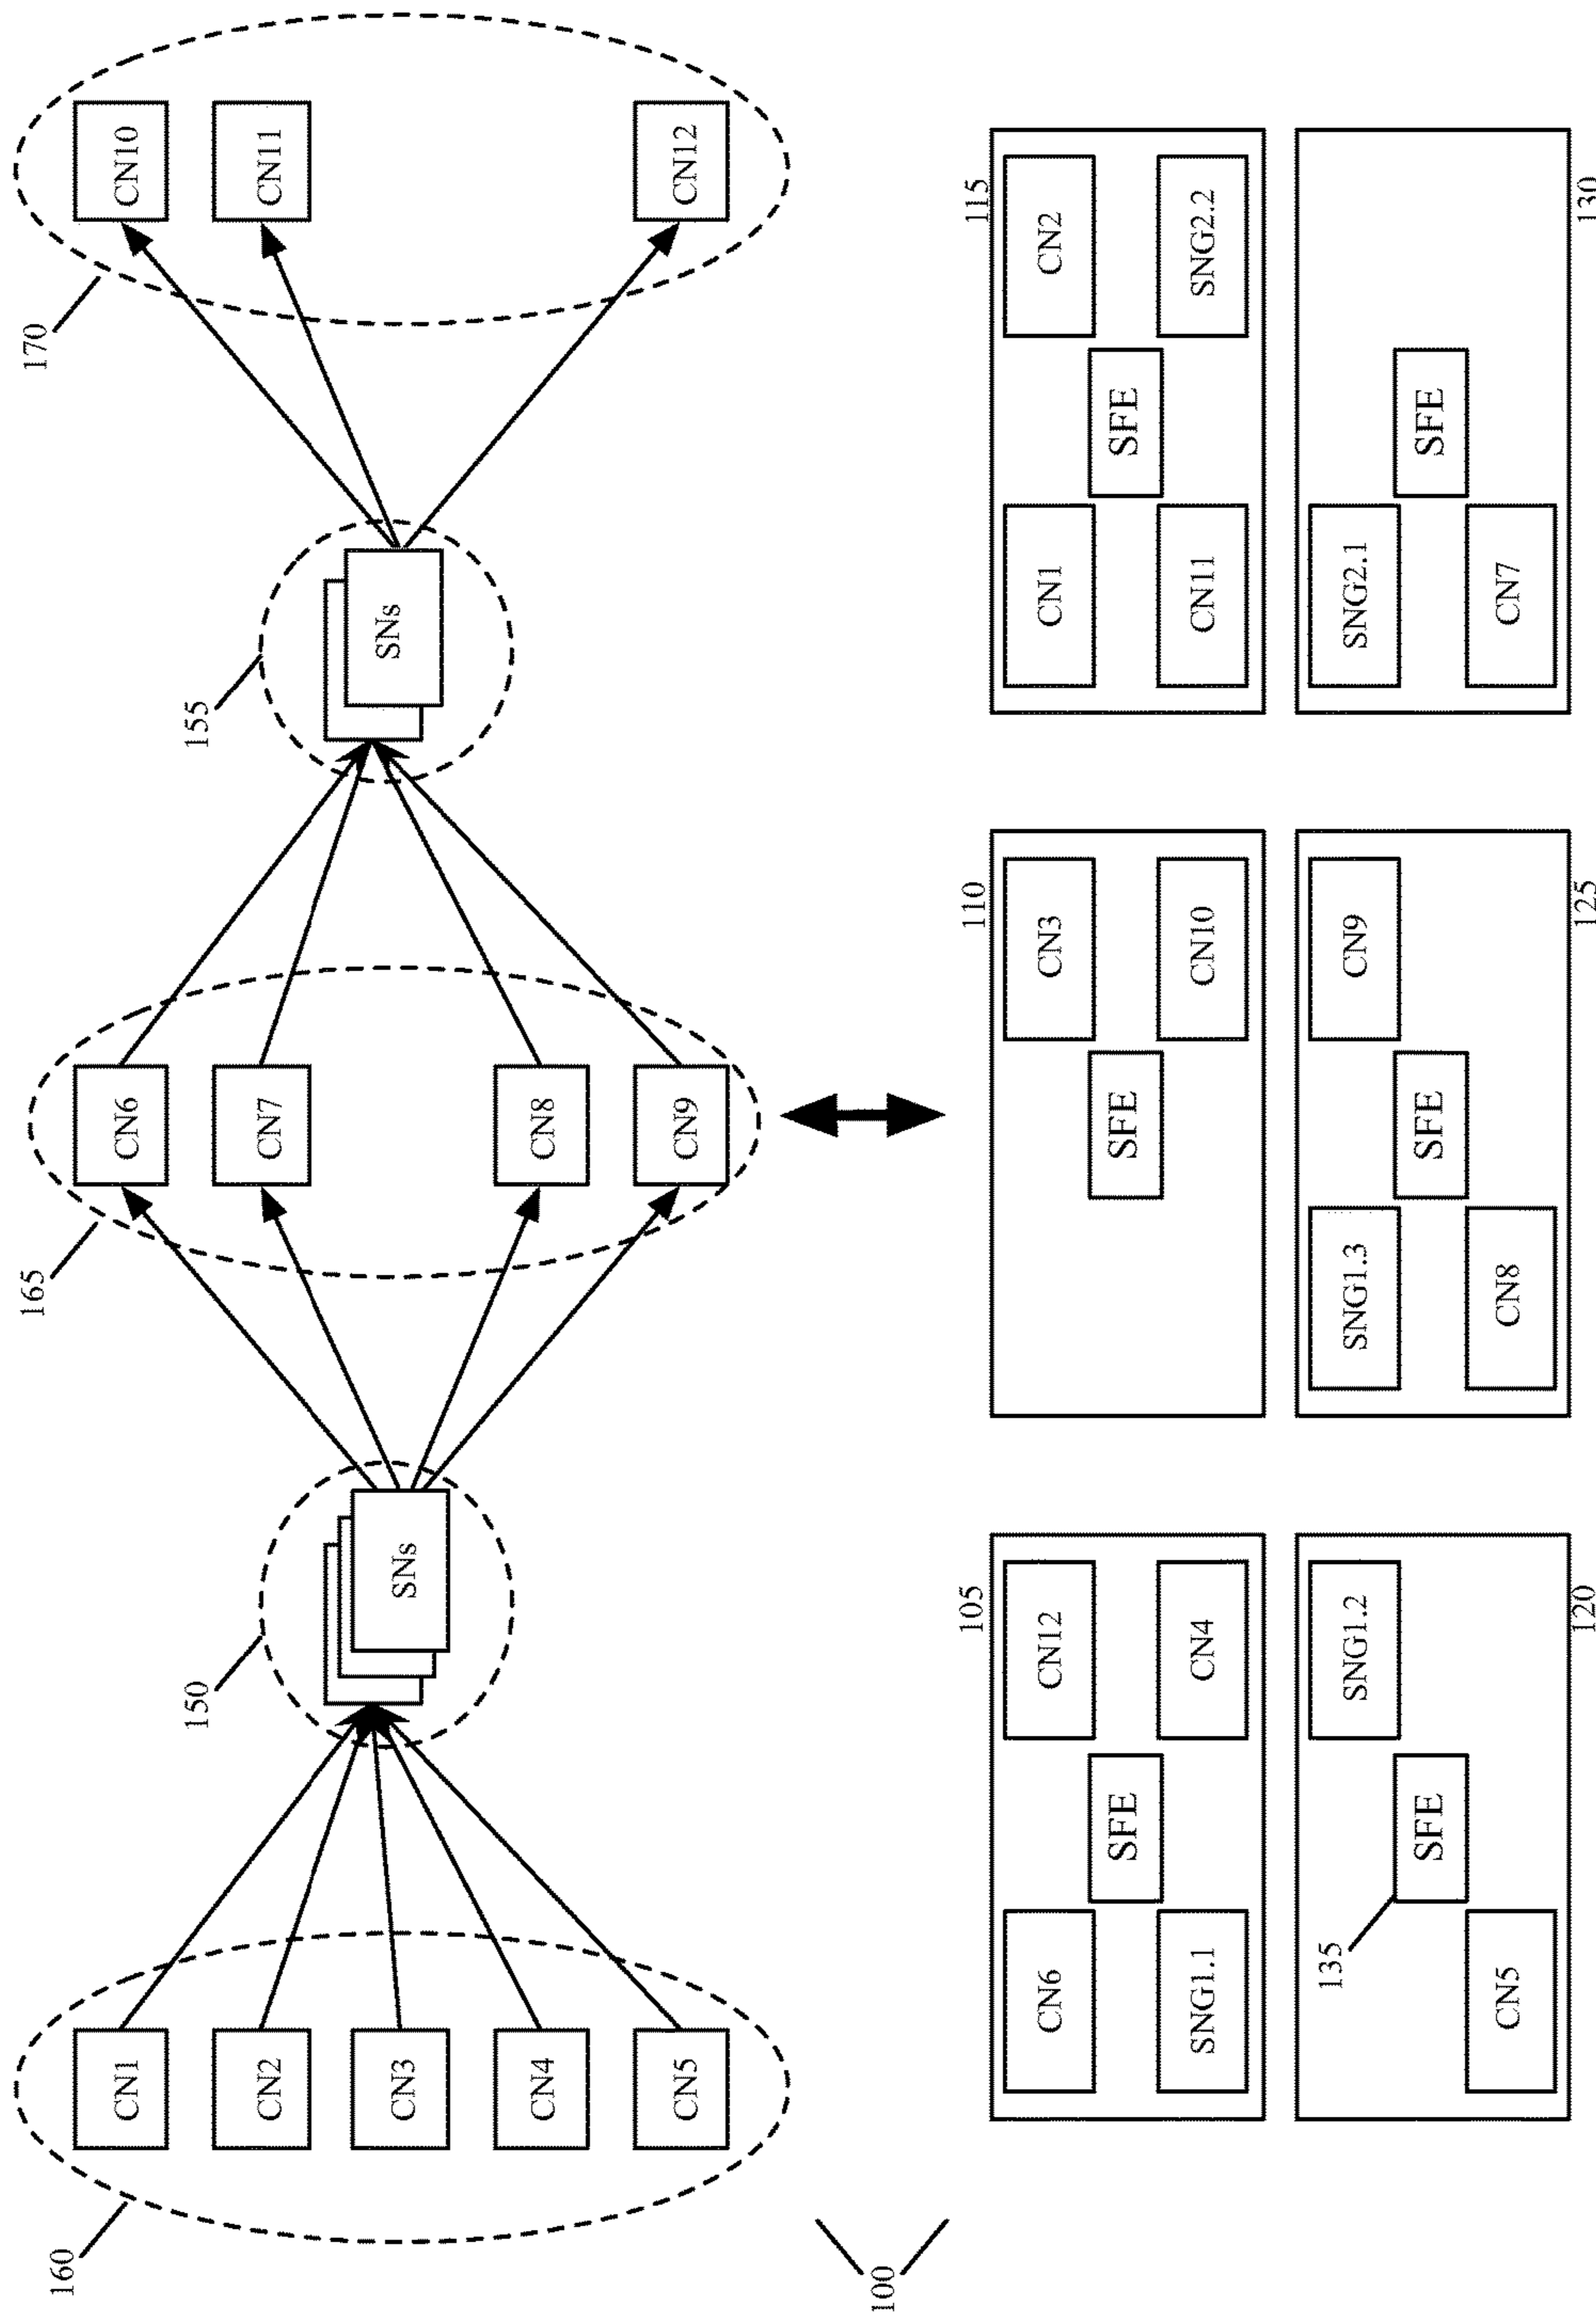 160
CN1
CN2
CN3
CN4
CN5
150
SNs
165
CN6
CN7
CN8
CN9
155
SNs
170
CN10
CN11
CN12
100
105
CN6
CN12
SFE
SNG1.1
CN4
110
CN3
SFE
CN10
115
CN1
CN2
SFE
CN11
SNG2.2
SNG1.2
135
SFE
CN5
120
SNG1.3
CN9
SFE
CN8
125
SNG2.1
SFE
CN7
130